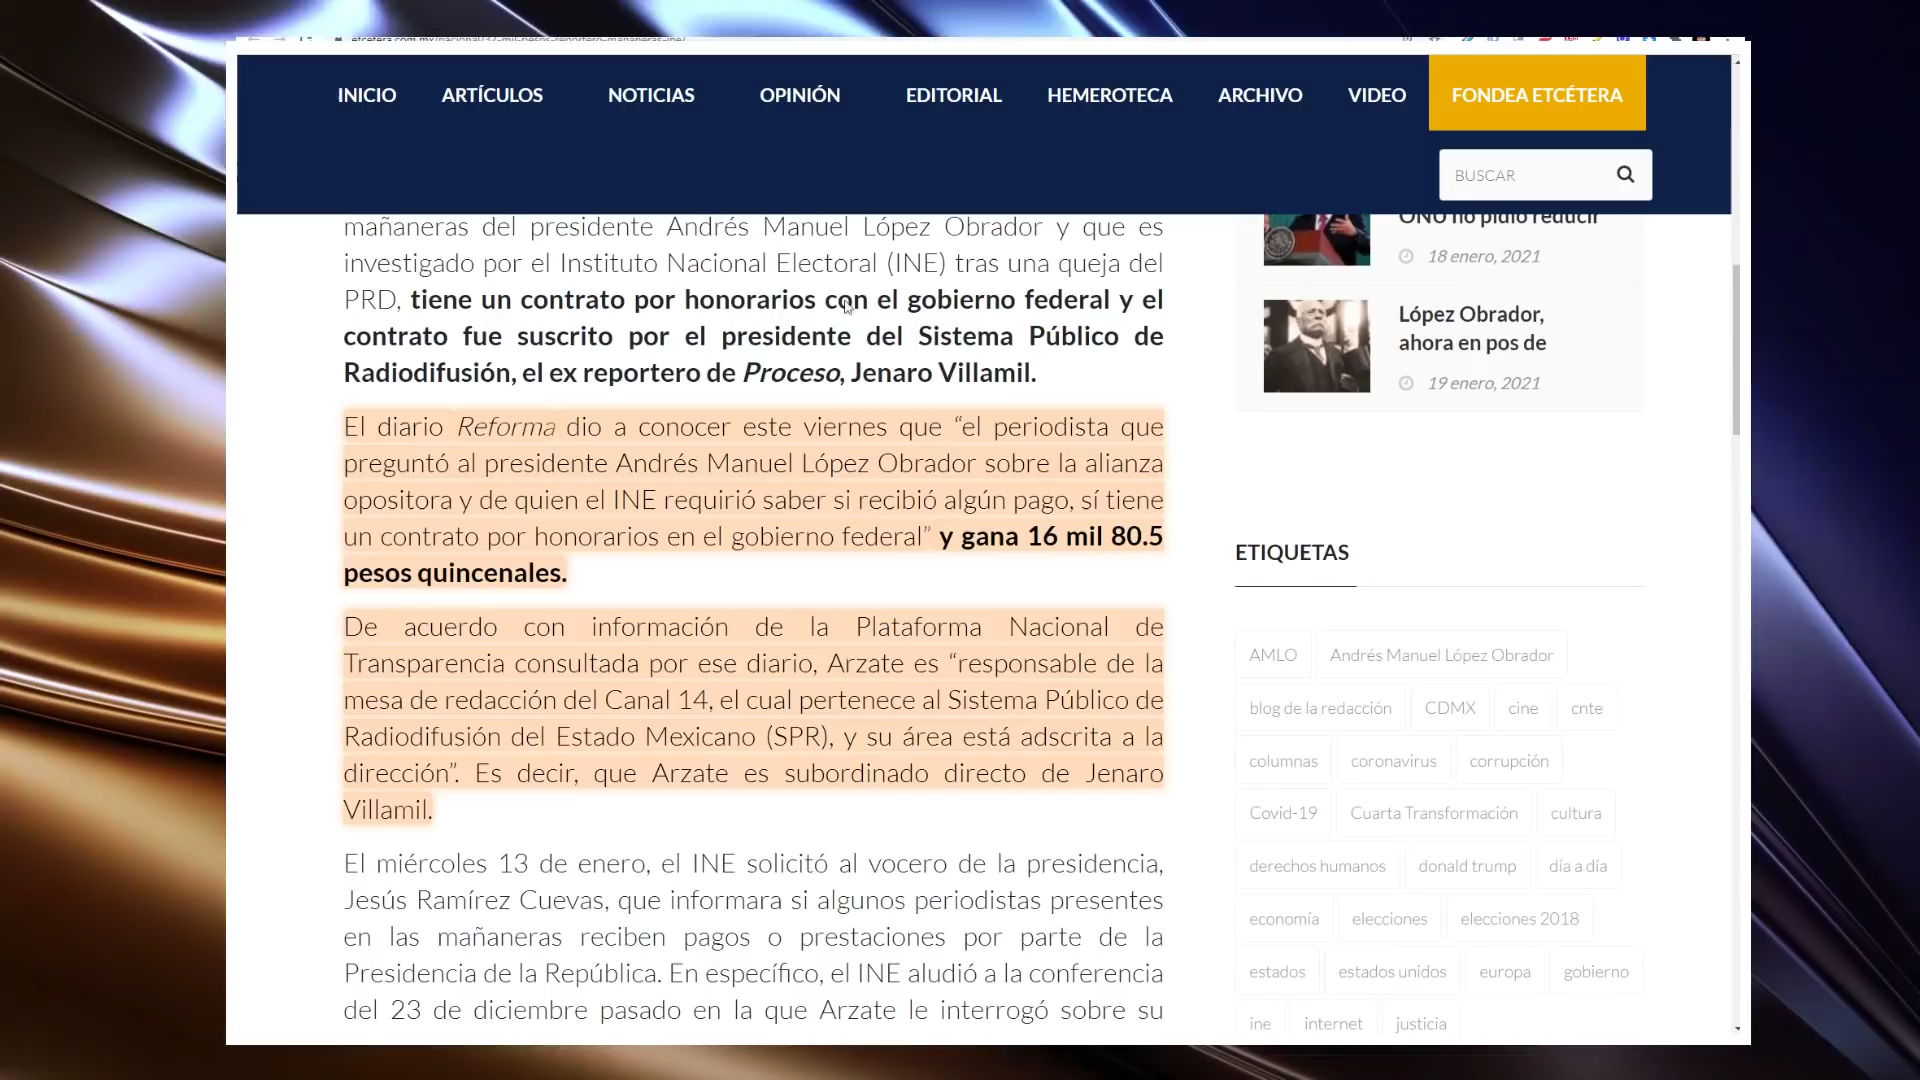 etcetera.com.mx/nacional/32-mil-pesos-reportero-mananeras-ine/
INICIO ARTÍCULOS NOTICIAS OPINIÓN EDITORIAL HEMEROTECA ARCHIVO VIDEO FONDEA ETCÉTERA
BUSCAR
mañaneras del presidente Andrés Manuel López Obrador y que es
investigado por el Instituto Nacional Electoral (INE) tras una queja del
PRD, tiene un contrato por honorarios con el gobierno federal y el
contrato fue suscrito por el presidente del Sistema Público de
Radiodifusión, el ex reportero de Proceso, Jenaro Villamil.
El diario Reforma dio a conocer este viernes que “el periodista que
preguntó al presidente Andrés Manuel López Obrador sobre la alianza
opositora y de quien el INE requirió saber si recibió algún pago, sí tiene
un contrato por honorarios en el gobierno federal” y gana 16 mil 80.5
pesos quincenales.
De acuerdo con información de la Plataforma Nacional de
Transparencia consultada por ese diario, Arzate es “responsable de la
mesa de redacción del Canal 14, el cual pertenece al Sistema Público de
Radiodifusión del Estado Mexicano (SPR), y su área está adscrita a la
dirección”. Es decir, que Arzate es subordinado directo de Jenaro
Villamil.
El miércoles 13 de enero, el INE solicitó al vocero de la presidencia,
Jesús Ramírez Cuevas, que informara si algunos periodistas presentes
en las mañaneras reciben pagos o prestaciones por parte de la
Presidencia de la República. En específico, el INE aludió a la conferencia
del 23 de diciembre pasado en la que Arzate le interrogó sobre su
ONU no pidió reducir
18 enero, 2021
López Obrador,
ahora en pos de
19 enero, 2021
ETIQUETAS
AMLO Andrés Manuel López Obrador
blog de la redacción CDMX cine cnte
columnas coronavirus corrupción
Covid-19 Cuarta Transformación cultura
derechos humanos donald trump día a día
economía elecciones elecciones 2018
estados estados unidos europa gobierno
ine internet justicia